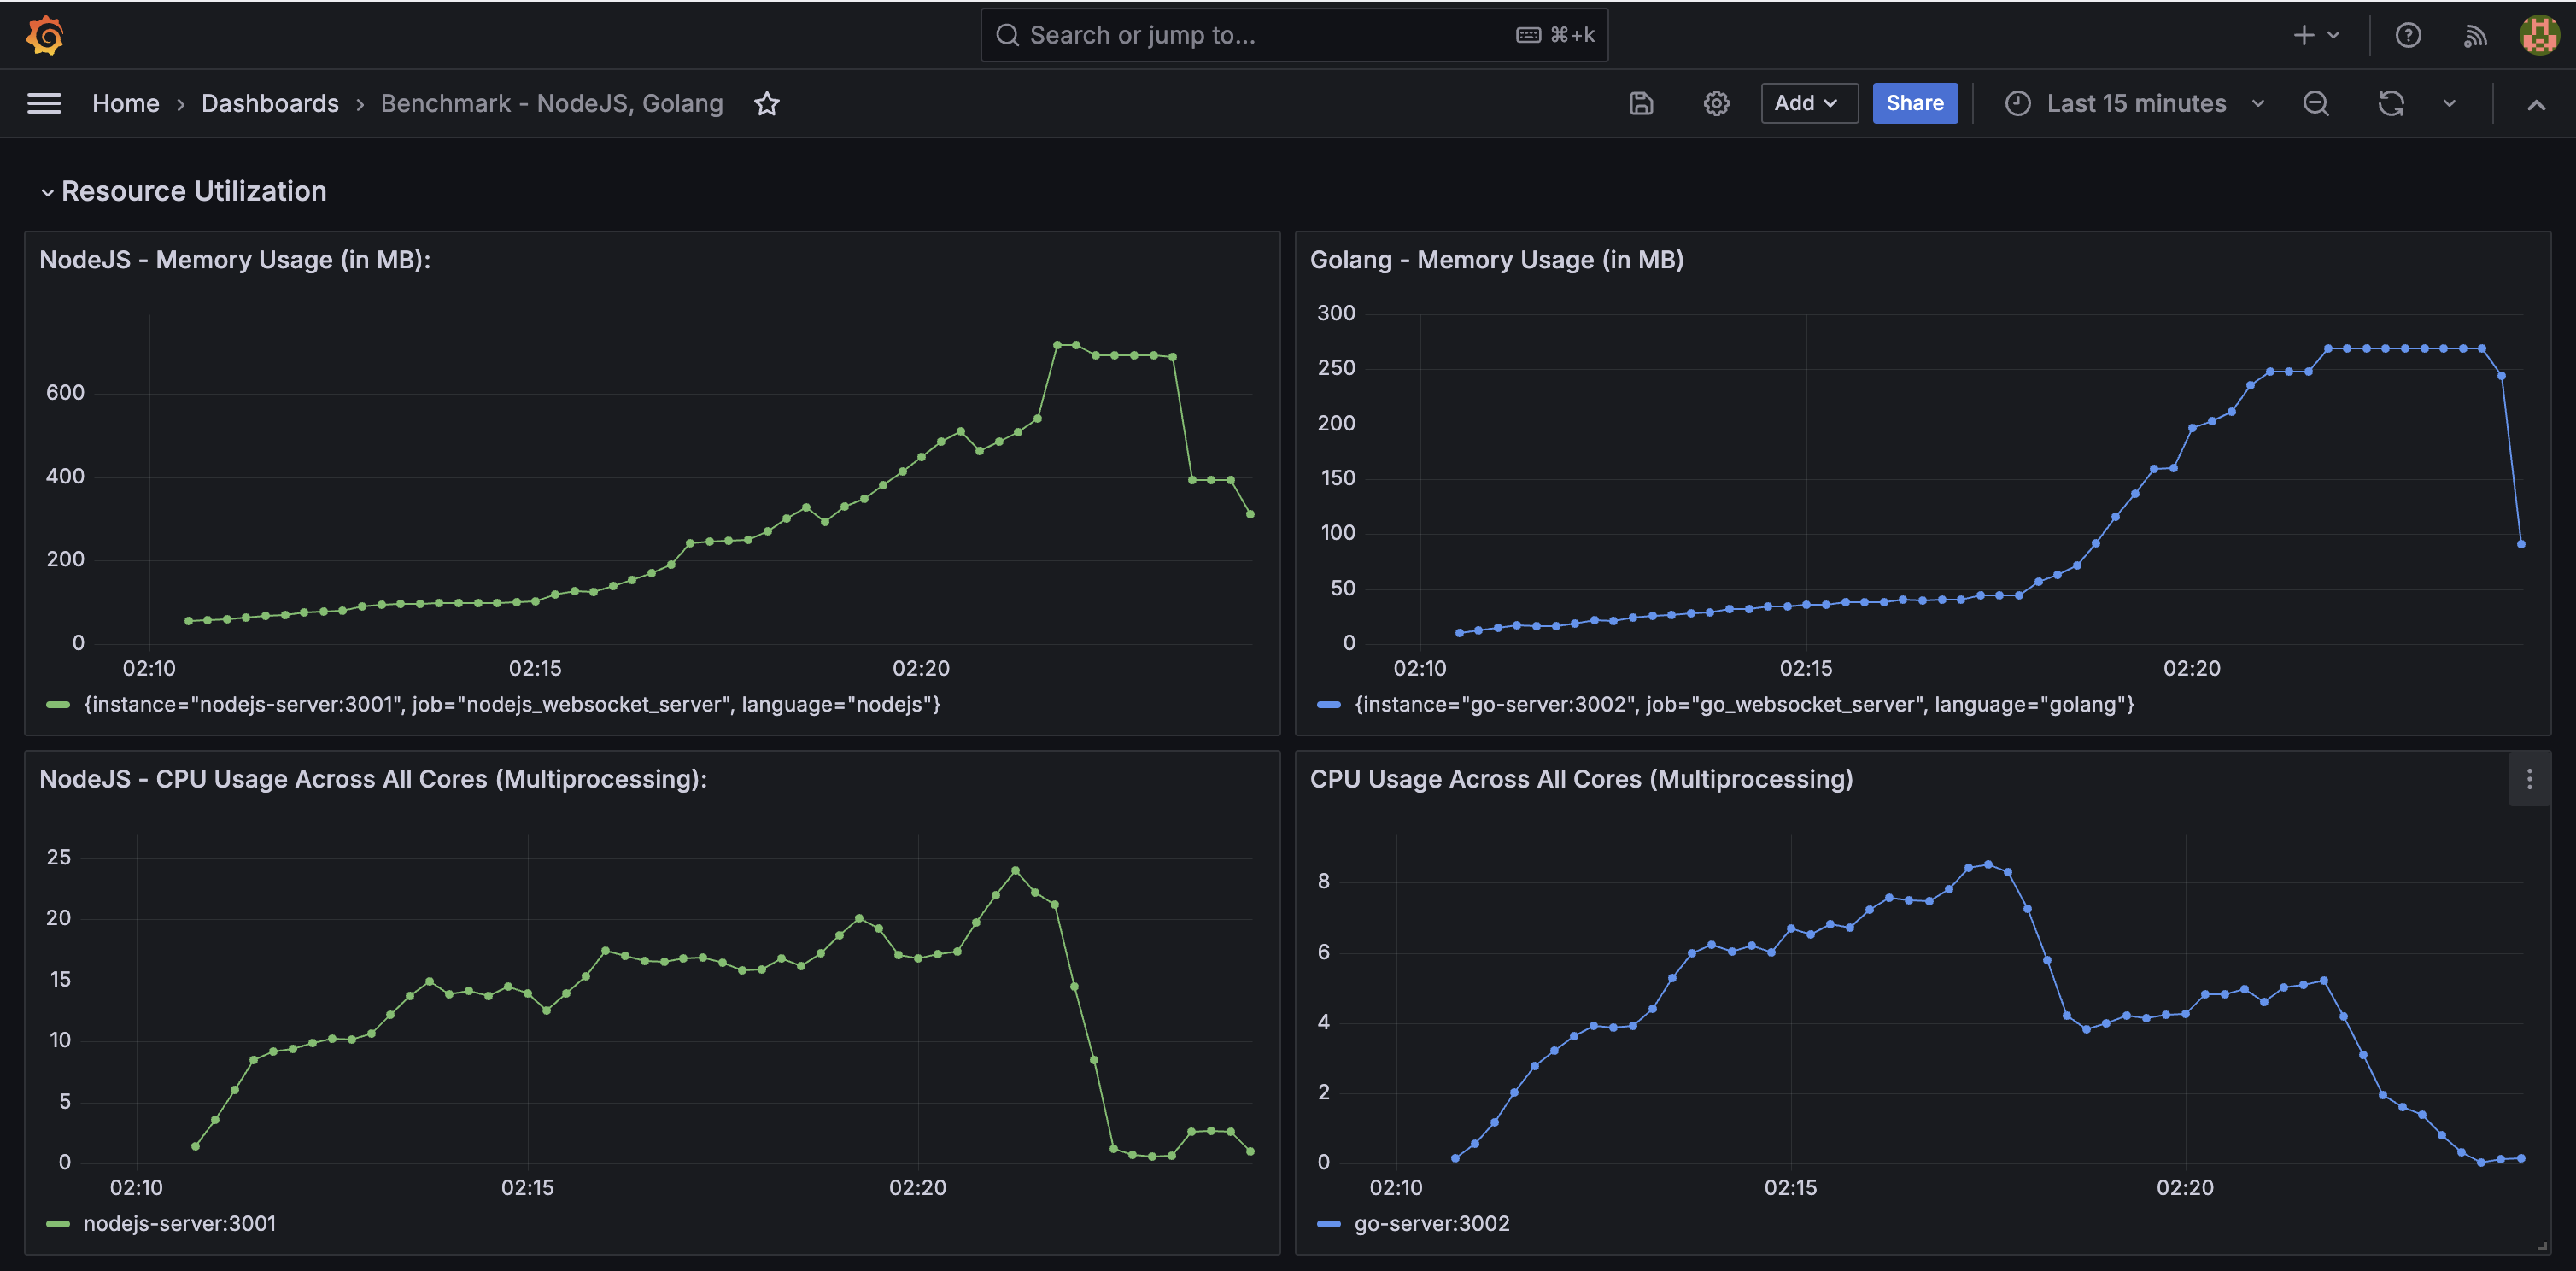 Search or jump to... ⌘+k
Home › Dashboards › Benchmark - NodeJS, Golang
Add Share Last 15 minutes
Resource Utilization
NodeJS - Memory Usage (in MB):
600
400
200
0
02:10 02:15 02:20
{instance="nodejs-server:3001", job="nodejs_websocket_server", language="nodejs"}
Golang - Memory Usage (in MB)
300
250
200
150
100
50
0
02:10 02:15 02:20
{instance="go-server:3002", job="go_websocket_server", language="golang"}
NodeJS - CPU Usage Across All Cores (Multiprocessing):
25
20
15
10
5
0
02:10 02:15 02:20
nodejs-server:3001
CPU Usage Across All Cores (Multiprocessing)
8
6
4
2
0
02:10 02:15 02:20
go-server:3002